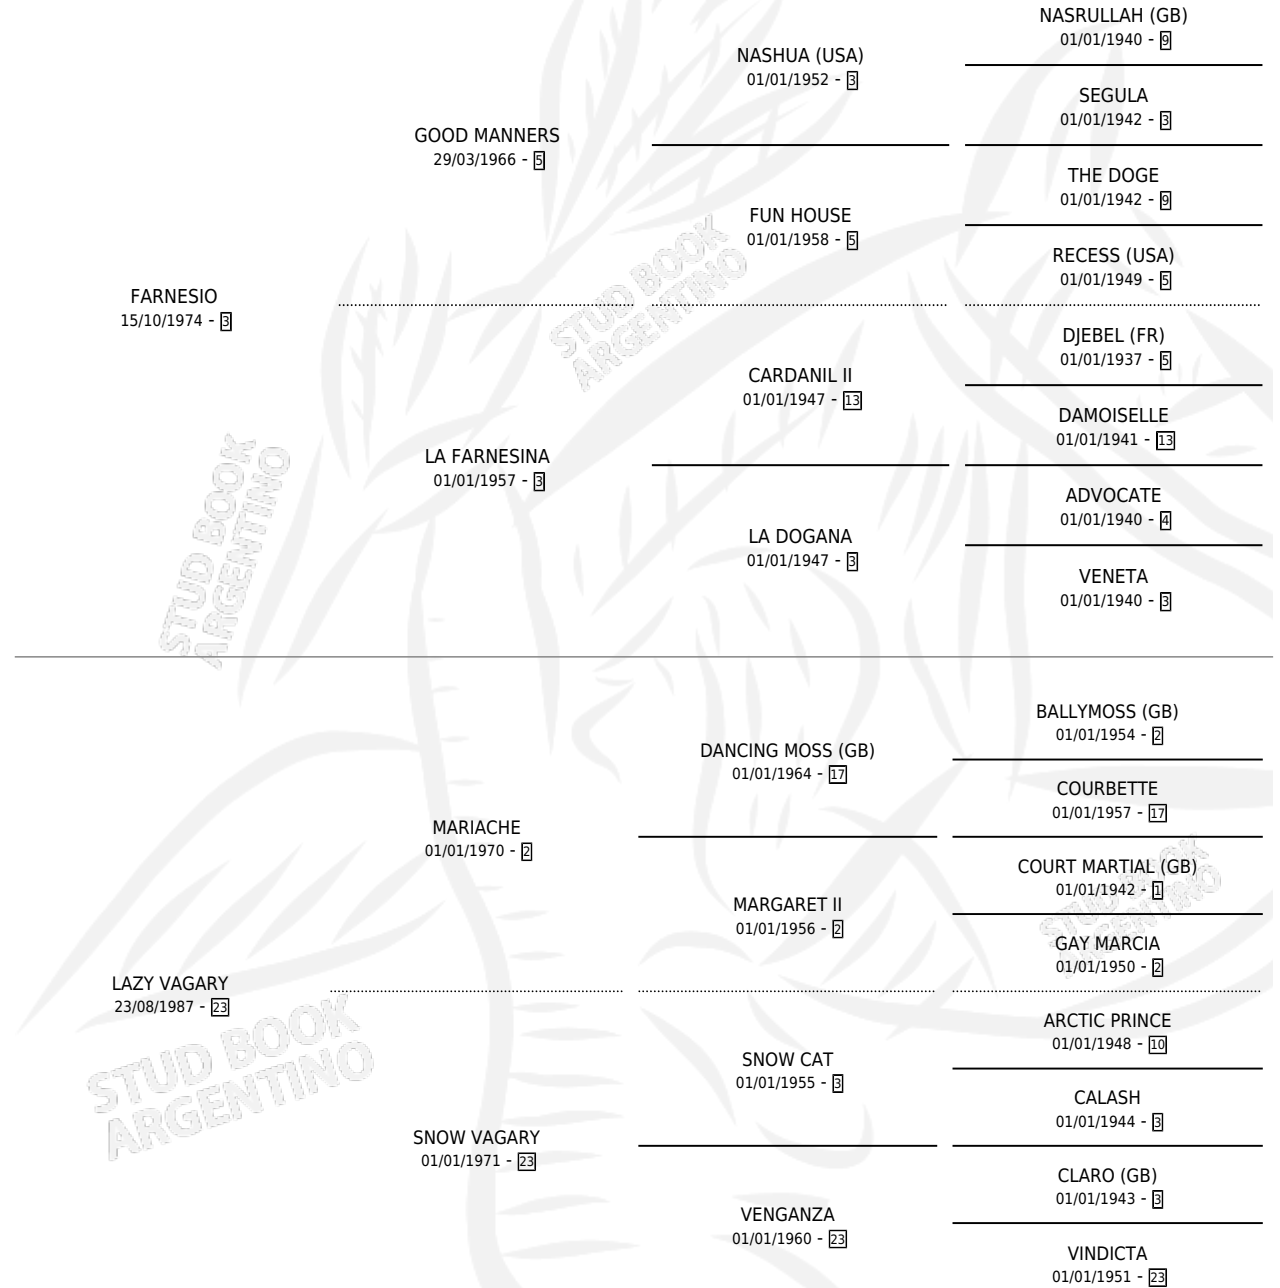 NASRULLAH (GB)
01/01/1940 - 9
NASHUA (USA)
01/01/1952 - 3
SEGULA
01/01/1942 - 3
GOOD MANNERS
29/03/1966 - 5
THE DOGE
01/01/1942 - 9
FUN HOUSE
01/01/1958 - 5
RECESS (USA)
01/01/1949 - 5
FARNESIO
15/10/1974 - 3
DJEBEL (FR)
01/01/1937 - 5
CARDANIL II
01/01/1947 - 13
DAMOISELLE
01/01/1941 - 13
LA FARNESINA
01/01/1957 - 3
ADVOCATE
01/01/1940 - 4
LA DOGANA
01/01/1947 - 3
VENETA
01/01/1940 - 3
BALLYMOSS (GB)
01/01/1954 - 2
DANCING MOSS (GB)
01/01/1964 - 17
COURBETTE
01/01/1957 - 17
MARIACHE
01/01/1970 - 2
COURT MARTIAL (GB)
01/01/1942 - 1
MARGARET II
01/01/1956 - 2
GAY MARCIA
01/01/1950 - 2
LAZY VAGARY
23/08/1987 - 23
ARCTIC PRINCE
01/01/1948 - 10
SNOW CAT
01/01/1955 - 3
CALASH
01/01/1944 - 3
SNOW VAGARY
01/01/1971 - 23
CLARO (GB)
01/01/1943 - 3
VENGANZA
01/01/1960 - 23
VINDICTA
01/01/1951 - 23
STUD BOOK
ARGENTINO
STUD BOOK
ARGENTINO
STUD BOOK
ARGENTINO
STUD BOOK
ARGENTINO